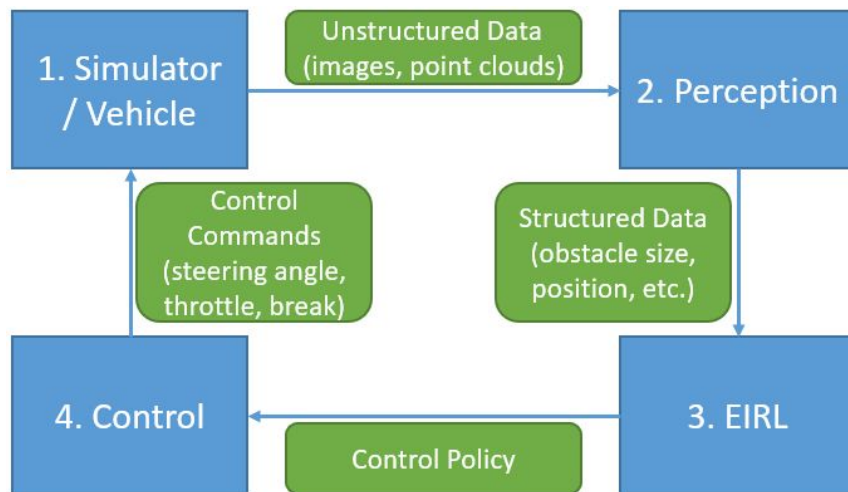 1. Simulator
/ Vehicle
Unstructured Data
(images, point clouds)
2. Perception
Control
Commands
(steering angle,
throttle, break)
Structured Data
(obstacle size,
position, etc.)
4. Control
Control Policy
3. EIRL